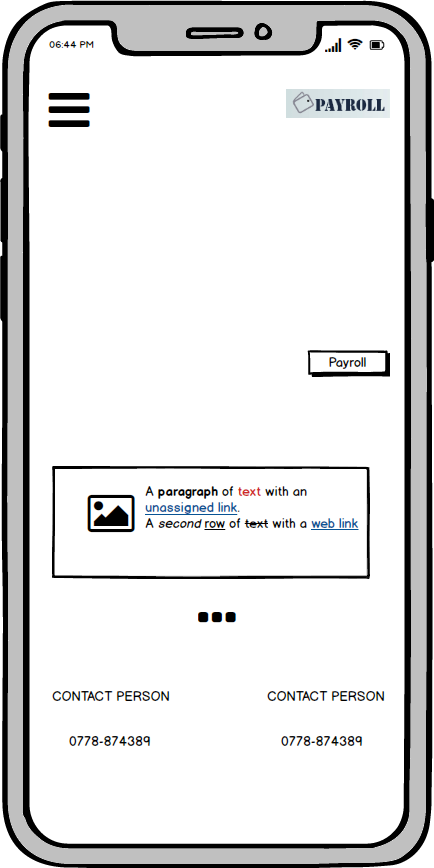 06:44 PM
PAYROLL
Payroll
A paragraph of text with an
unassigned link.
A second row of text with a web link
CONTACT PERSON
CONTACT PERSON
0778-874389
0778-874389